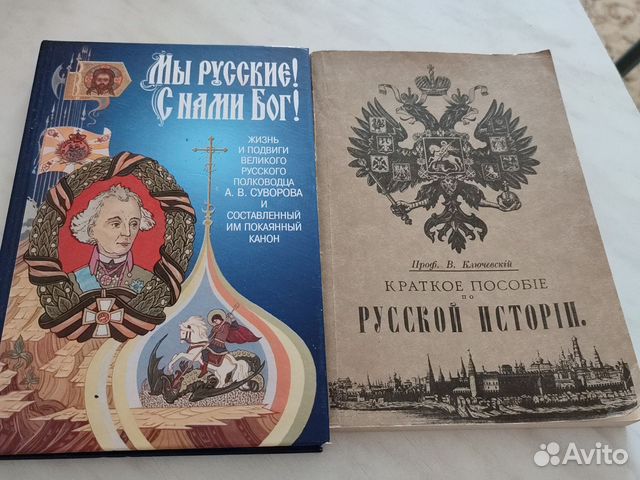 Мы русские!
С нами Бог!
ЖИЗНЬ
И ПОДВИГИ
ВЕЛИКОГО
РУССКОГО
ПОЛКОВОДЦА
А. В. СУВОРОВА
И
СОСТАВЛЕННЫЙ
ИМ ПОКАЯННЫЙ
КАНОН
Проф. В. Ключевскій
КРАТКОЕ ПОСОБІЕ
ПО
РУССКОЙ ИСТОРІИ.
Avito